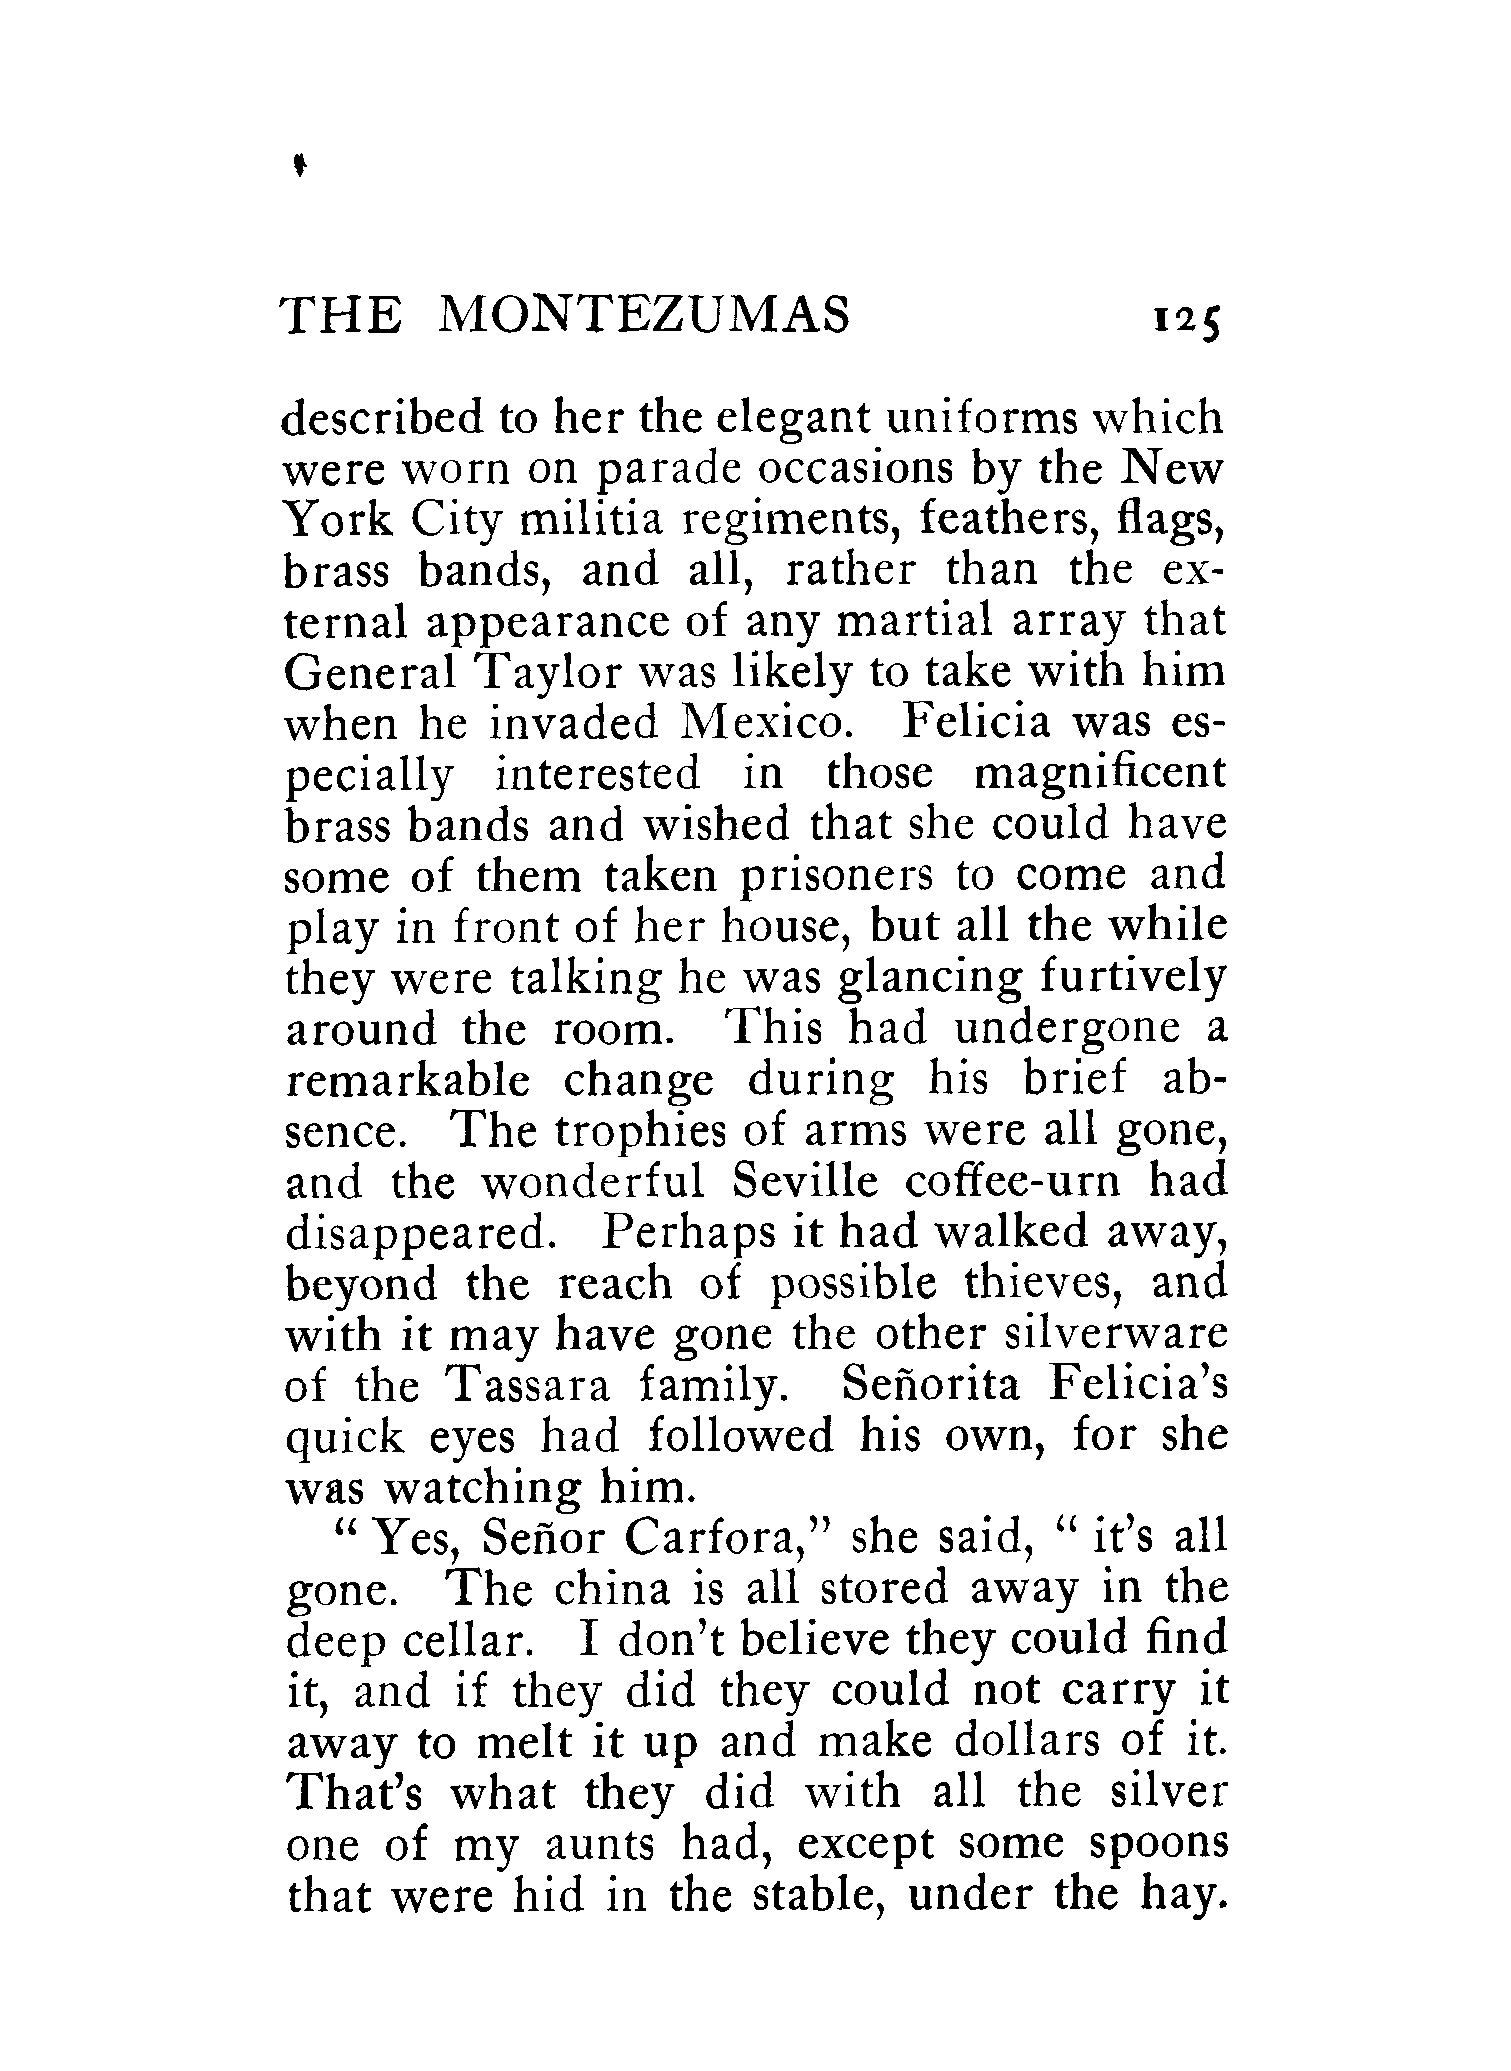 THE MONTEZUMAS 125
described to her the elegant uniforms which
were worn on parade occasions by the New
York City militia regiments, feathers, flags,
brass bands, and all, rather than the ex-
ternal appearance of any martial array that
General Taylor was likely to take with him
when he invaded Mexico. Felicia was es-
pecially interested in those magnificent
brass bands and wished that she could have
some of them taken prisoners to come and
play in front of her house, but all the while
they were talking he was glancing furtively
around the room. This had undergone a
remarkable change during his brief ab-
sence. The trophies of arms were all gone,
and the wonderful Seville coffee-urn had
disappeared. Perhaps it had walked away,
beyond the reach of possible thieves, and
with it may have gone the other silverware
of the Tassara family. Señorita Felicia's
quick eyes had followed his own, for she
was watching him.
" Yes, Señor Carfora," she said, " it's all
gone. The china is all stored away in the
deep cellar. I don't believe they could find
it, and if they did they could not carry it
away to melt it up and make dollars of it.
That's what they did with all the silver
one of my aunts had, except some spoons
that were hid in the stable, under the hay.